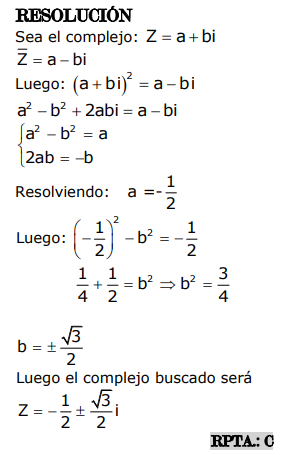 RESOLUCIÓN
Sea el complejo: Z = a + bi
Z̅ = a – bi
Luego: (a + bi)² = a – bi
a² – b² + 2abi = a – bi
{a² – b² = a
{2ab = –b
Resolviendo: a =-1/2
Luego: (–1/2)² – b² = –1/2
1/4 + 1/2 = b² ⇒ b² = 3/4
b = ± √3/2
Luego el complejo buscado será
Z = –1/2 ± √3/2 i
RPTA.: C